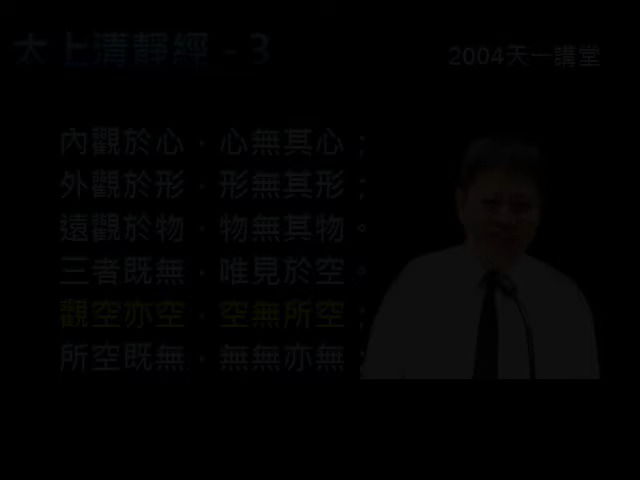 太上清靜經 - 3
2004天一講堂
內觀於心．心無其心；
外觀於形．形無其形；
遠觀於物．物無其物。
三者既無．唯見於空。
觀空亦空．空無所空；
所空既無．無無亦無；